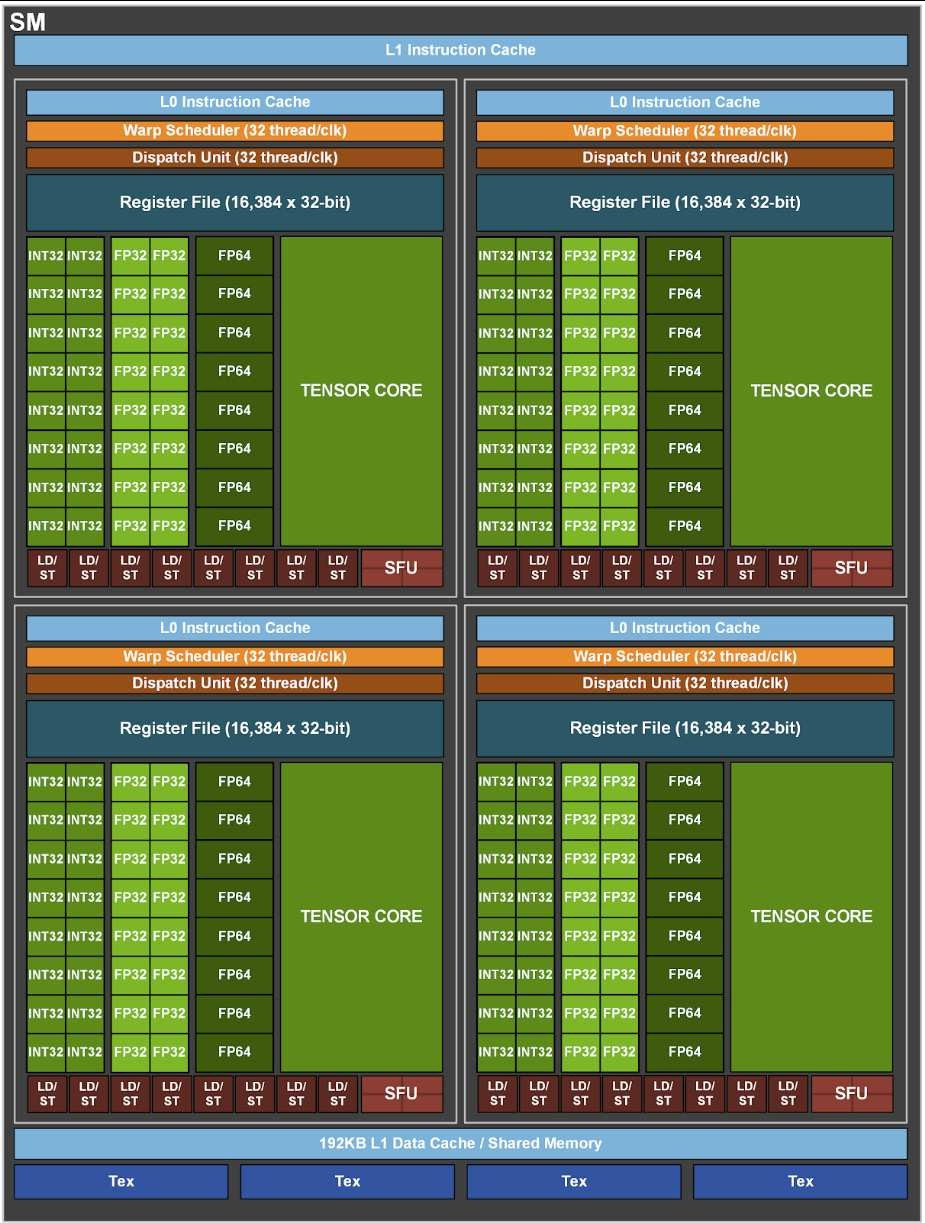 SM
L1 Instruction Cache
L0 Instruction Cache
Warp Scheduler (32 thread/clk)
Dispatch Unit (32 thread/clk)
Register File (16,384 x 32-bit)
INT32 INT32 FP32 FP32 FP64
INT32 INT32 FP32 FP32 FP64
INT32 INT32 FP32 FP32 FP64
INT32 INT32 FP32 FP32 FP64
TENSOR CORE
INT32 INT32 FP32 FP32 FP64
INT32 INT32 FP32 FP32 FP64
INT32 INT32 FP32 FP32 FP64
INT32 INT32 FP32 FP32 FP64
LD/ LD/ LD/ LD/ LD/ LD/ LD/ LD/
ST ST ST ST ST ST ST ST
SFU
L0 Instruction Cache
Warp Scheduler (32 thread/clk)
Dispatch Unit (32 thread/clk)
Register File (16,384 x 32-bit)
INT32 INT32 FP32 FP32 FP64
INT32 INT32 FP32 FP32 FP64
INT32 INT32 FP32 FP32 FP64
INT32 INT32 FP32 FP32 FP64
TENSOR CORE
INT32 INT32 FP32 FP32 FP64
INT32 INT32 FP32 FP32 FP64
INT32 INT32 FP32 FP32 FP64
INT32 INT32 FP32 FP32 FP64
LD/ LD/ LD/ LD/ LD/ LD/ LD/ LD/
ST ST ST ST ST ST ST ST
SFU
L0 Instruction Cache
Warp Scheduler (32 thread/clk)
Dispatch Unit (32 thread/clk)
Register File (16,384 x 32-bit)
INT32 INT32 FP32 FP32 FP64
INT32 INT32 FP32 FP32 FP64
INT32 INT32 FP32 FP32 FP64
INT32 INT32 FP32 FP32 FP64
TENSOR CORE
INT32 INT32 FP32 FP32 FP64
INT32 INT32 FP32 FP32 FP64
INT32 INT32 FP32 FP32 FP64
INT32 INT32 FP32 FP32 FP64
LD/ LD/ LD/ LD/ LD/ LD/ LD/ LD/
ST ST ST ST ST ST ST ST
SFU
L0 Instruction Cache
Warp Scheduler (32 thread/clk)
Dispatch Unit (32 thread/clk)
Register File (16,384 x 32-bit)
INT32 INT32 FP32 FP32 FP64
INT32 INT32 FP32 FP32 FP64
INT32 INT32 FP32 FP32 FP64
INT32 INT32 FP32 FP32 FP64
TENSOR CORE
INT32 INT32 FP32 FP32 FP64
INT32 INT32 FP32 FP32 FP64
INT32 INT32 FP32 FP32 FP64
INT32 INT32 FP32 FP32 FP64
LD/ LD/ LD/ LD/ LD/ LD/ LD/ LD/
ST ST ST ST ST ST ST ST
SFU
192KB L1 Data Cache / Shared Memory
Tex Tex Tex Tex